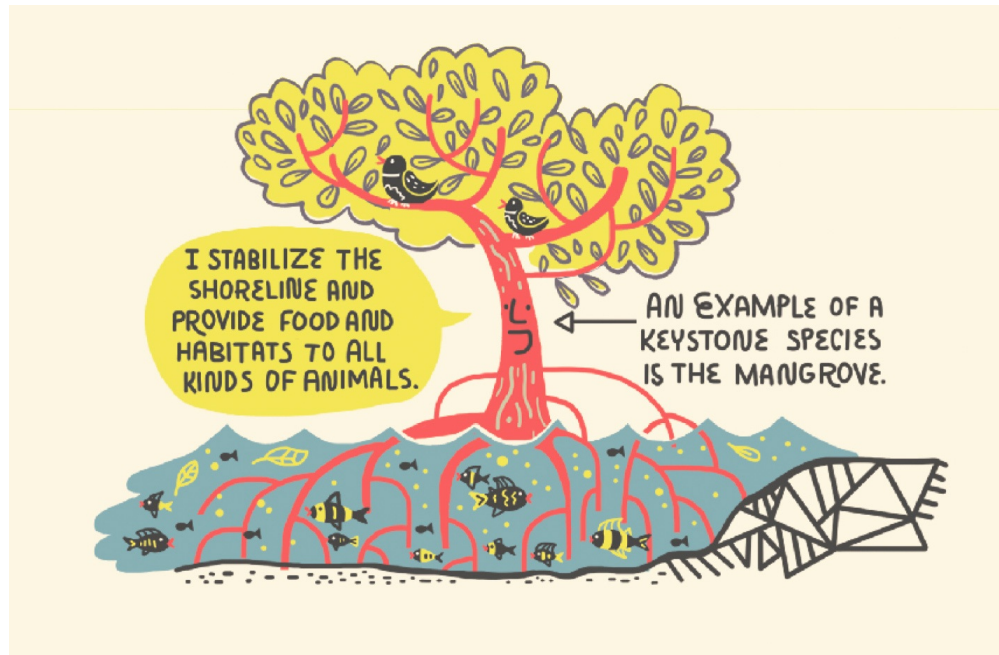 I STABILIZE THE
SHORELINE AND
PROVIDE FOOD AND
HABITATS TO ALL
KINDS OF ANIMALS.
AN EXAMPLE OF A
KEYSTONE SPECIES
IS THE MANGROVE.